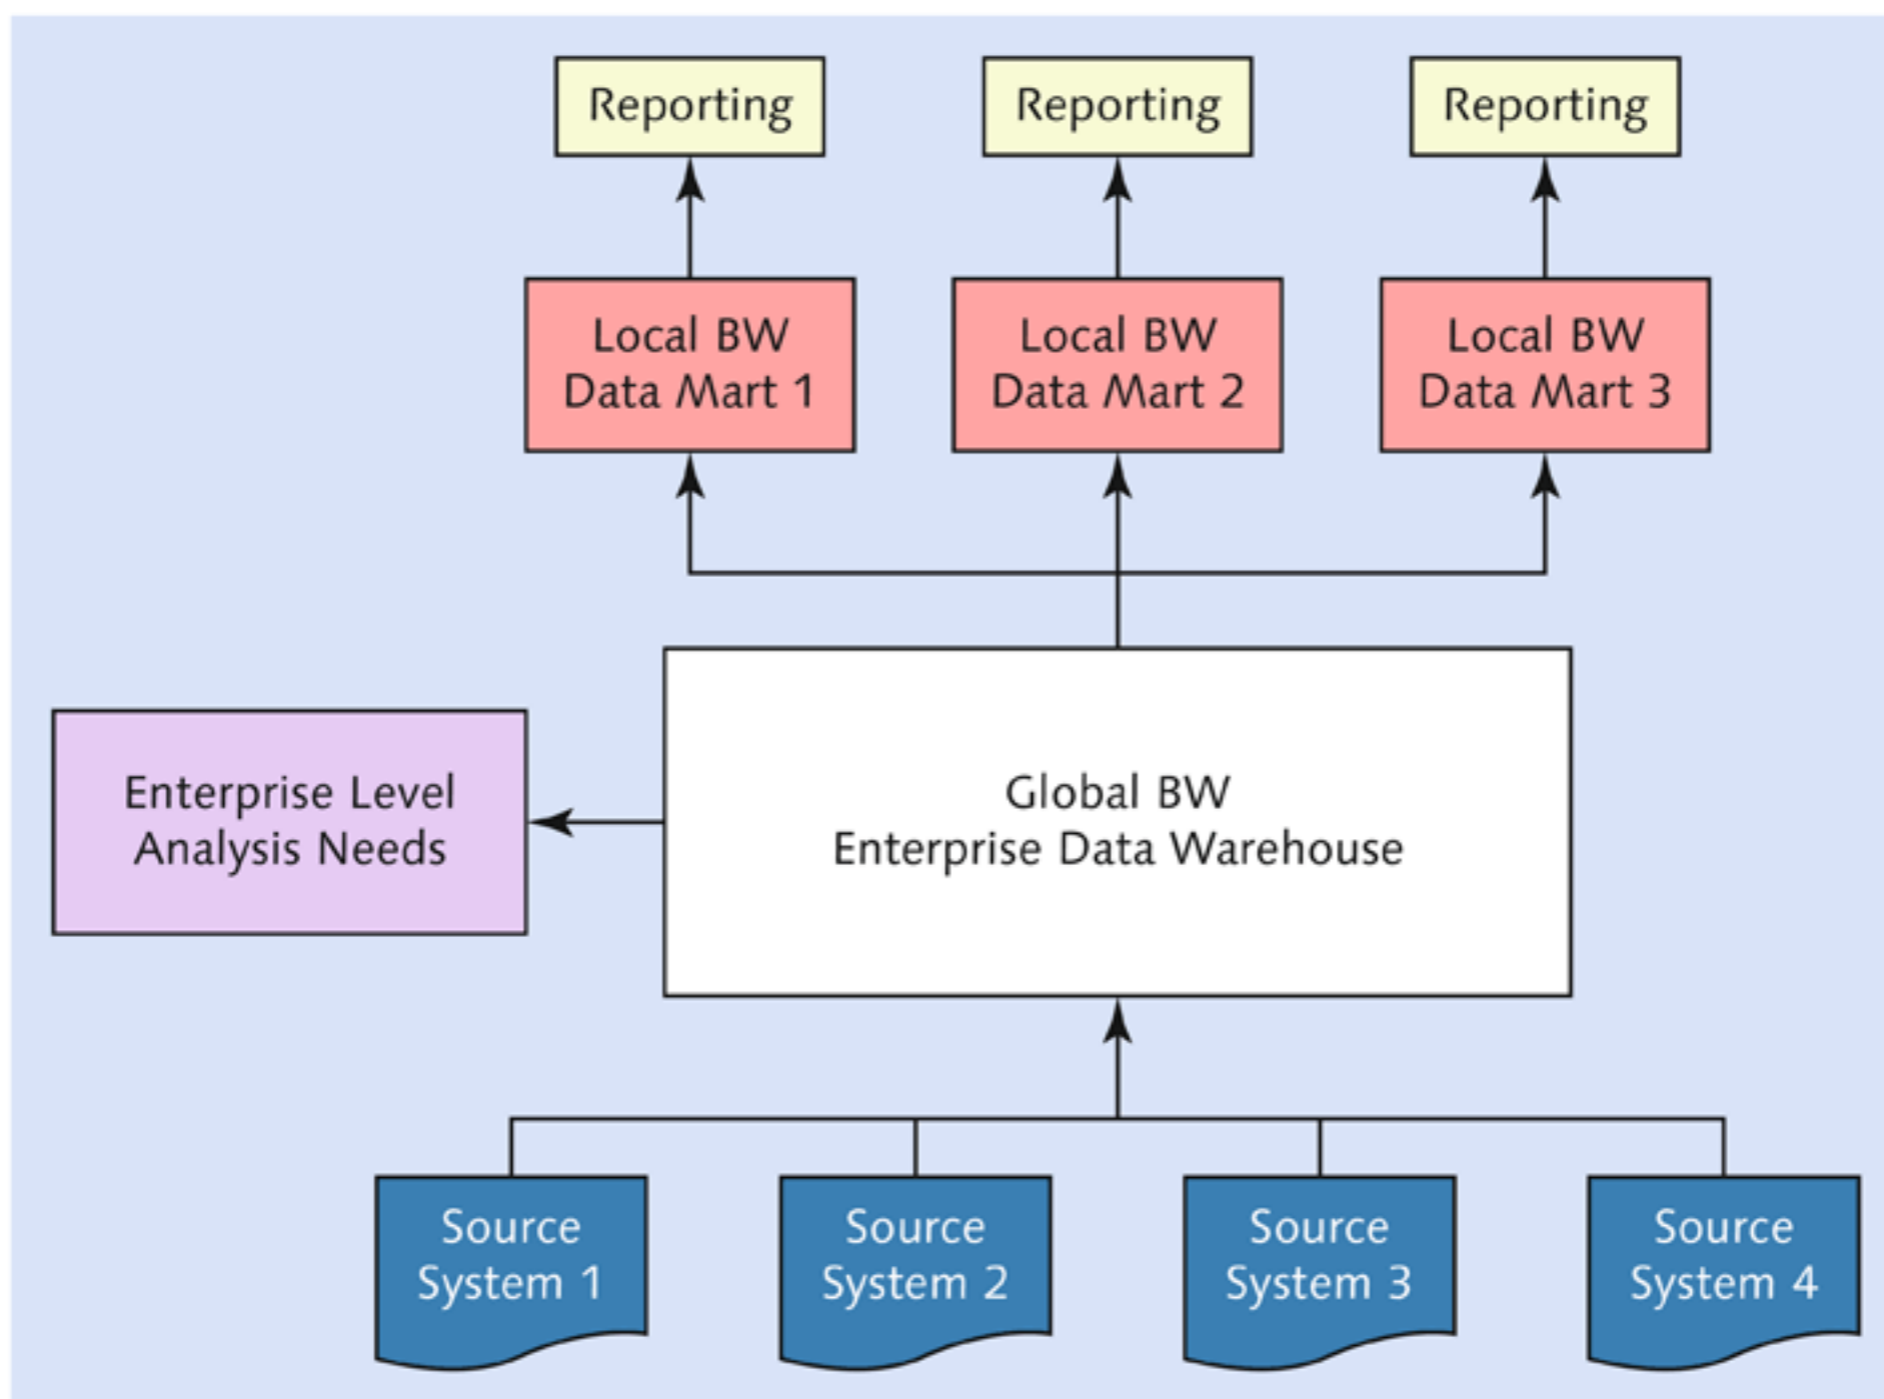 Reporting
Reporting
Reporting
Local BW
Data Mart 1
Local BW
Data Mart 2
Local BW
Data Mart 3
Enterprise Level
Analysis Needs
Global BW
Enterprise Data Warehouse
Source
System 1
Source
System 2
Source
System 3
Source
System 4